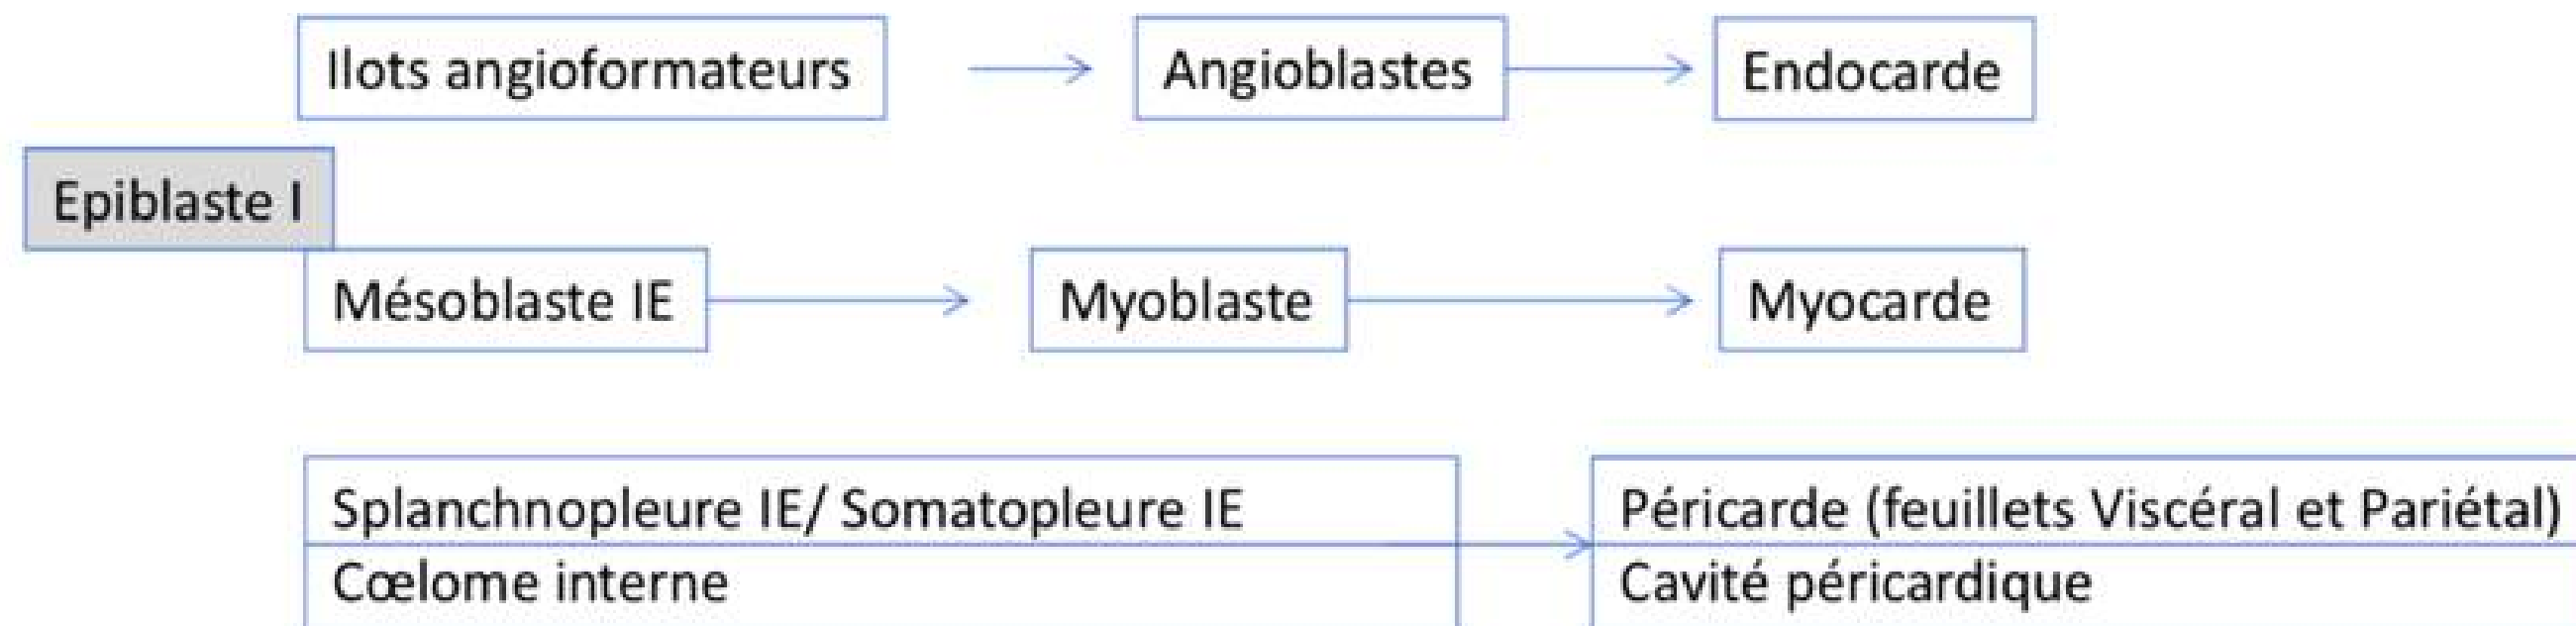 Ilots angioformateurs
Angioblastes
Endocarde
Epiblaste I
Mésoblaste IE
Myoblaste
Myocarde
Splanchnopleure IE/ Somatopleure IE
Péricarde (feuillets Viscéral et Pariétal)
Cœlome interne
Cavité péricardique